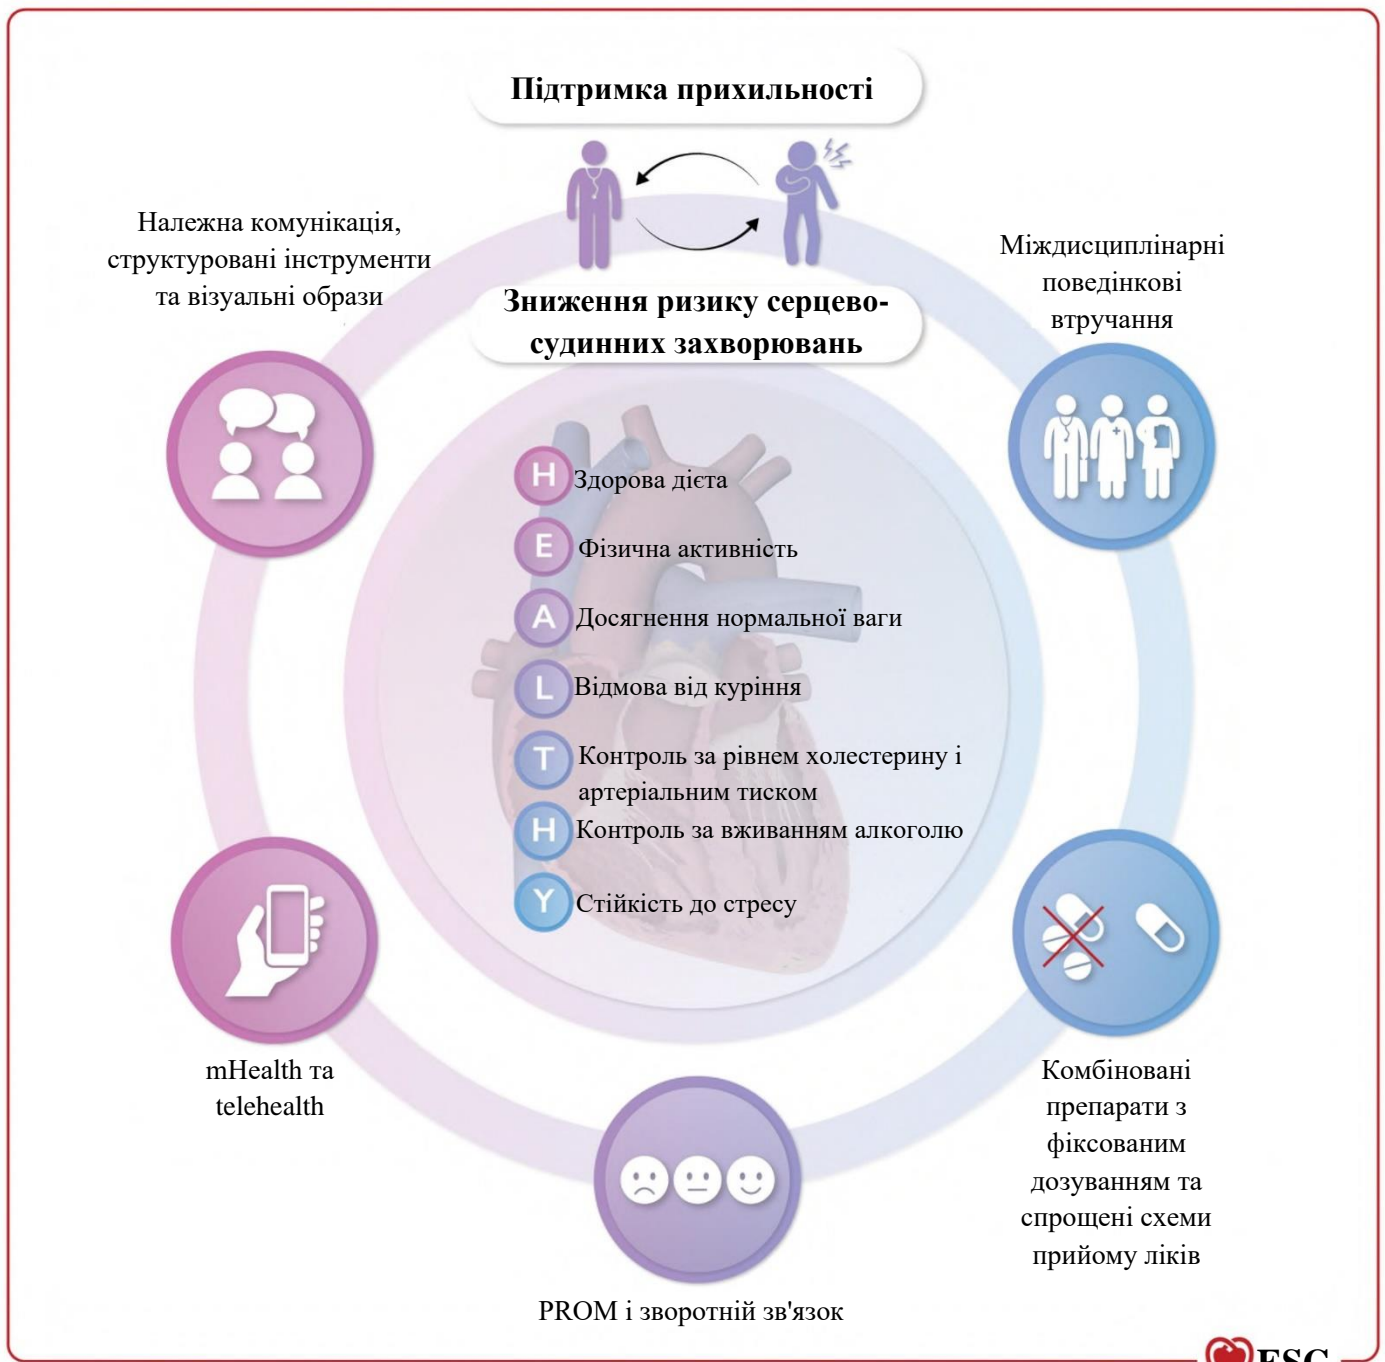 Підтримка прихильності
Належна комунікація,
структуровані інструменти
та візуальні образи
Міждисциплінарні
поведінкові
втручання
Зниження ризику серцево-
судинних захворювань
H Здорова дієта
E Фізична активність
A Досягнення нормальної ваги
L Відмова від куріння
T Контроль за рівнем холестерину і
артеріальним тиском
H Контроль за вживанням алкоголю
Y Стійкість до стресу
mHealth та
telehealth
Комбіновані
препарати з
фіксованим
дозуванням та
спрощені схеми
прийому ліків
PROM і зворотній зв'язок
ESC